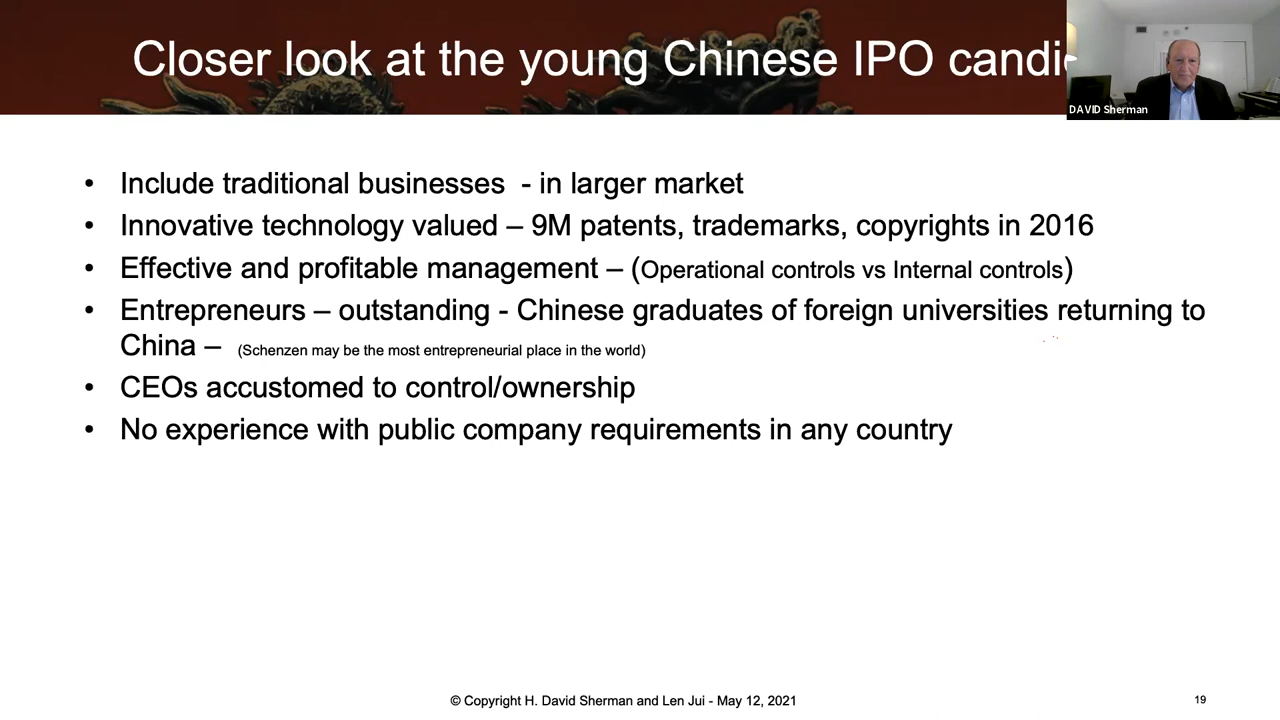 Closer look at the young Chinese IPO
DAVID Sherman
• Include traditional businesses - in larger market
• Innovative technology valued – 9M patents, trademarks, copyrights in 2016
• Effective and profitable management – (Operational controls vs Internal controls)
• Entrepreneurs – outstanding - Chinese graduates of foreign universities returning to
China – (Schenzen may be the most entrepreneurial place in the world)
• CEOs accustomed to control/ownership
• No experience with public company requirements in any country
© Copyright H. David Sherman and Len Jui - May 12, 2021
19